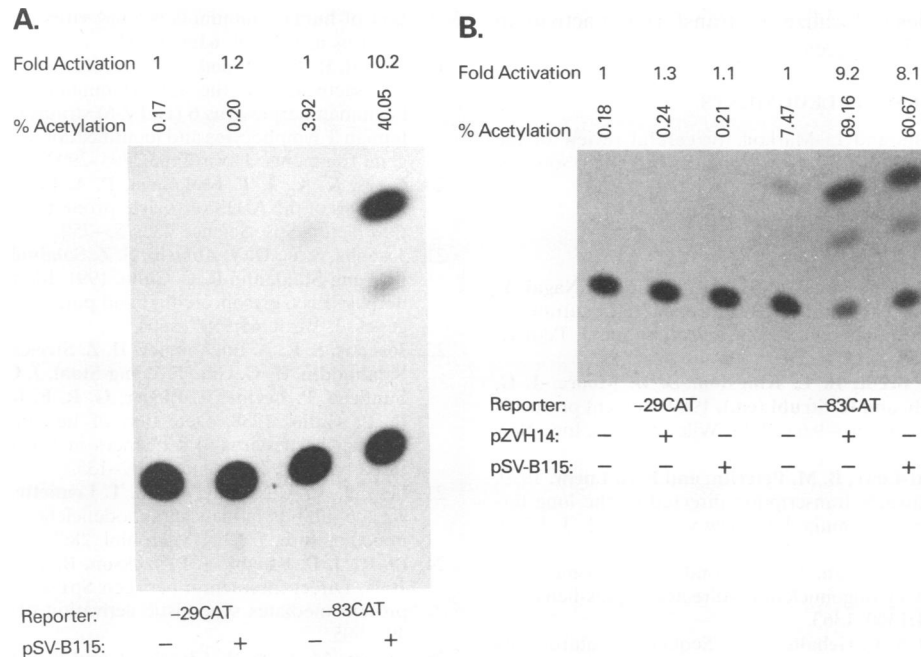 A.
Fold Activation 1 1.2 1 10.2
% Acetylation 0.17 0.20 3.92 40.05
Reporter: –29CAT –83CAT
pSV-B115: – + – +
B.
Fold Activation 1 1.3 1.1 1 9.2 8.1
% Acetylation 0.18 0.24 0.21 7.47 69.16 60.67
Reporter: –29CAT –83CAT
pZVH14: – + – – + –
pSV-B115: – – + – – +